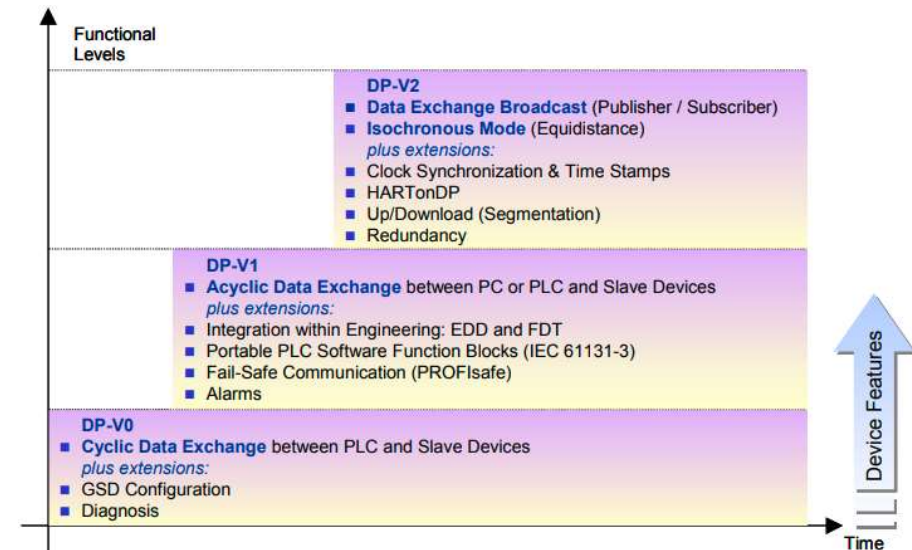 Functional
Levels
DP-V2
■ Data Exchange Broadcast (Publisher / Subscriber)
■ Isochronous Mode (Equidistance)
plus extensions:
■ Clock Synchronization & Time Stamps
■ HARTonDP
■ Up/Download (Segmentation)
■ Redundancy
DP-V1
■ Acyclic Data Exchange between PC or PLC and Slave Devices
plus extensions:
■ Integration within Engineering: EDD and FDT
■ Portable PLC Software Function Blocks (IEC 61131-3)
■ Fail-Safe Communication (PROFIsafe)
■ Alarms
DP-V0
■ Cyclic Data Exchange between PLC and Slave Devices
plus extensions:
■ GSD Configuration
■ Diagnosis
Device Features
Time